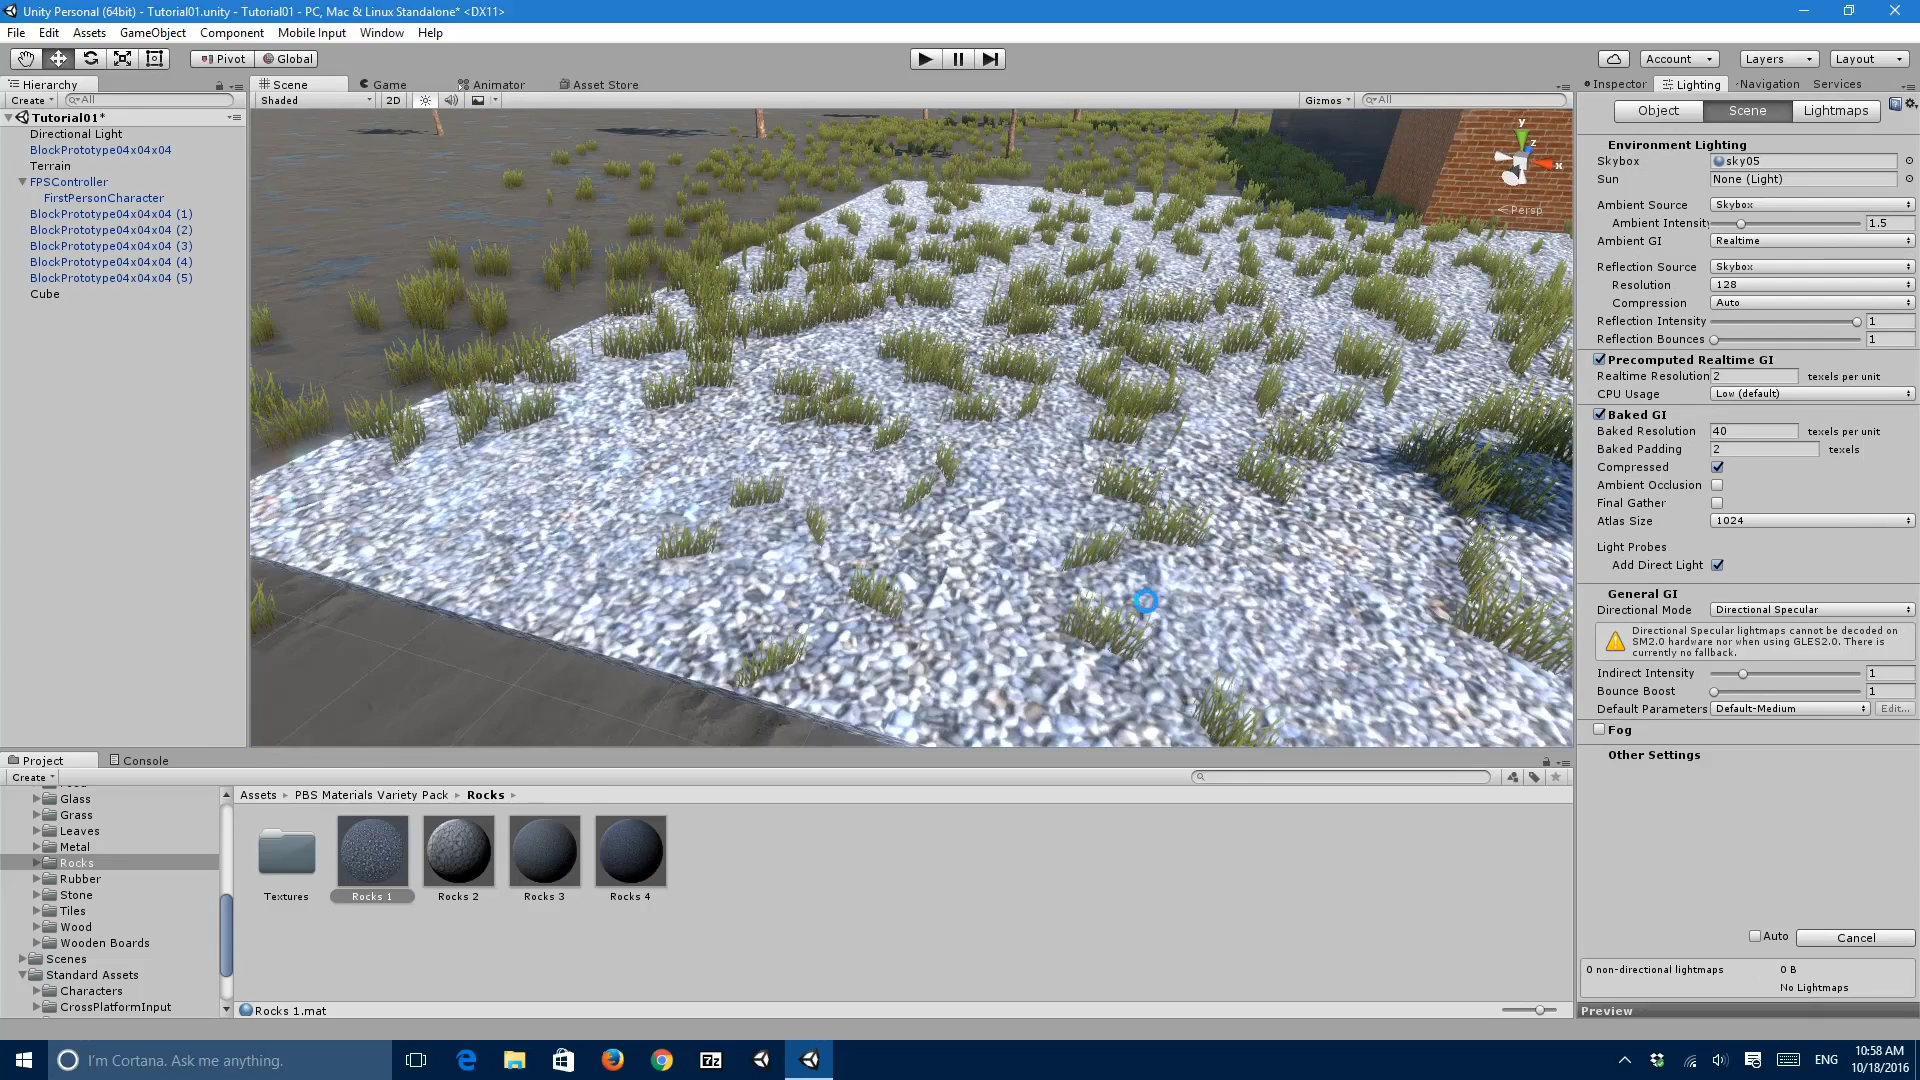 Unity Personal (64bit) - Tutorial01.unity - Tutorial01 - PC, Mac & Linux Standalone* <DX11>
File Edit Assets GameObject Component Mobile Input Window Help
Pivot Global
Account Layers Layout
Hierarchy
Create All
Tutorial01*
Directional Light
BlockPrototype04x04x04
Terrain
FPSController
FirstPersonCharacter
BlockPrototype04x04x04 (1)
BlockPrototype04x04x04 (2)
BlockPrototype04x04x04 (3)
BlockPrototype04x04x04 (4)
BlockPrototype04x04x04 (5)
Cube
Scene Game Animator Asset Store
Shaded 2D Gizmos All
y
z
x
Persp
Inspector Lighting Navigation Services
Object Scene Lightmaps
Environment Lighting
Skybox sky05
Sun None (Light)
Ambient Source Skybox
Ambient Intensit 1.5
Ambient GI Realtime
Reflection Source Skybox
Resolution 128
Compression Auto
Reflection Intensity 1
Reflection Bounces 1
Precomputed Realtime GI
Realtime Resolution 2 texels per unit
CPU Usage Low (default)
Baked GI
Baked Resolution 40 texels per unit
Baked Padding 2 texels
Compressed
Ambient Occlusion
Final Gather
Atlas Size 1024
Light Probes
Add Direct Light
General GI
Directional Mode Directional Specular
Directional Specular lightmaps cannot be decoded on
SM2.0 hardware nor when using GLES2.0. There is
currently no fallback.
Indirect Intensity 1
Bounce Boost 1
Default Parameters Default-Medium Edit...
Fog
Other Settings
Auto Cancel
0 non-directional lightmaps 0 B
No Lightmaps
Preview
Project Console
Create
Glass
Grass
Leaves
Metal
Rocks
Rubber
Stone
Tiles
Wood
Wooden Boards
Scenes
Standard Assets
Characters
CrossPlatformInput
Assets PBS Materials Variety Pack Rocks
Textures Rocks 1 Rocks 2 Rocks 3 Rocks 4
Rocks 1.mat
I'm Cortana. Ask me anything.
7z
ENG
10:58 AM
10/18/2016